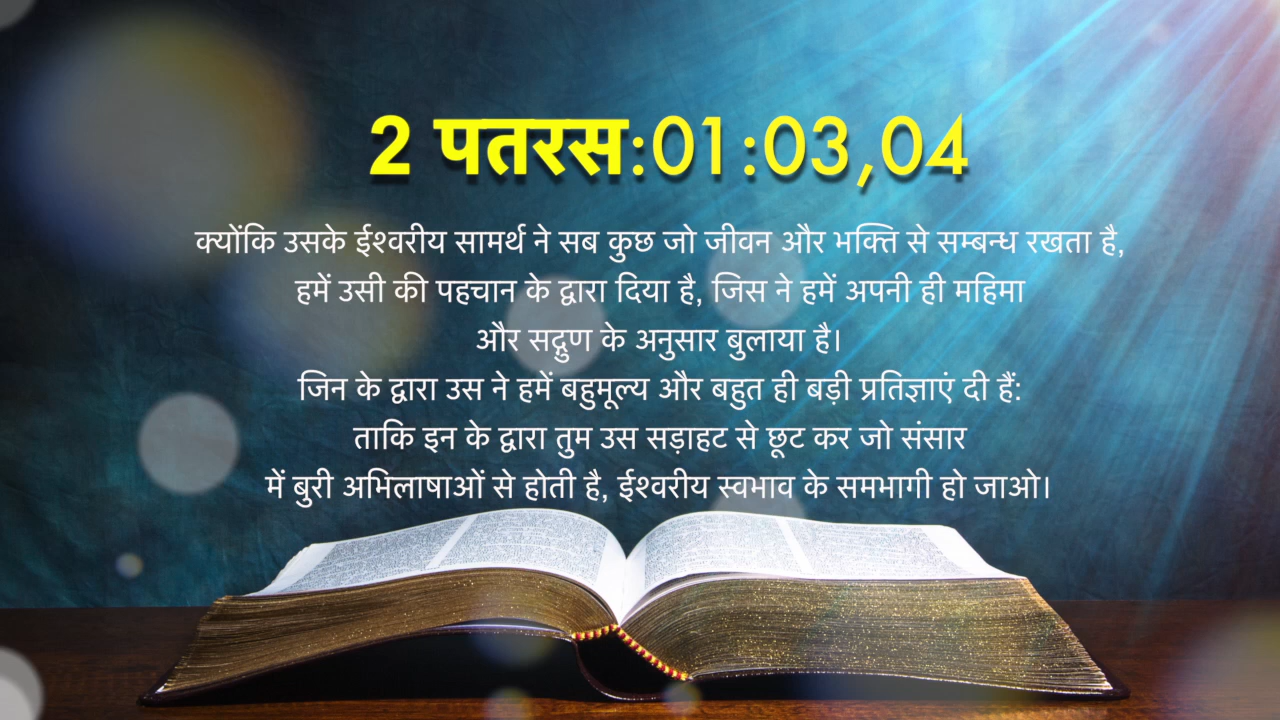 2 पतरस:01:03,04
क्योंकि उसके ईश्वरीय सामर्थ ने सब कुछ जो जीवन और भक्ति से सम्बन्ध रखता है,
हमें उसी की पहचान के द्वारा दिया है, जिस ने हमें अपनी ही महिमा
और सद्गुण के अनुसार बुलाया है।
जिन के द्वारा उस ने हमें बहुमूल्य और बहुत ही बड़ी प्रतिज्ञाएं दी हैं:
ताकि इन के द्वारा तुम उस सड़ाहट से छूट कर जो संसार
में बुरी अभिलाषाओं से होती है, ईश्वरीय स्वभाव के समभागी हो जाओ।